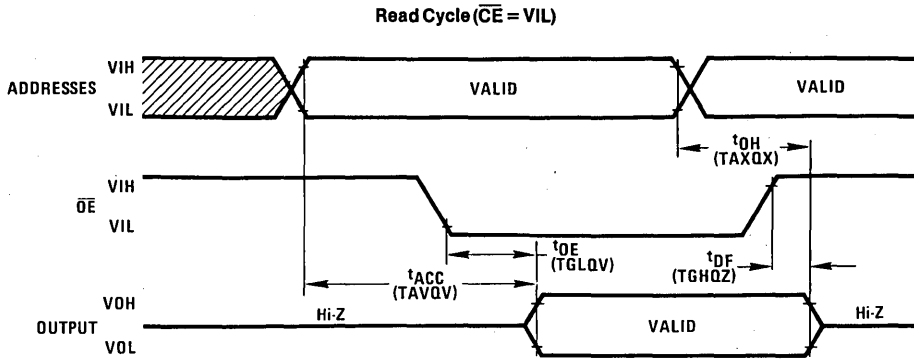 Read Cycle (CE = VIL)
VIH
ADDRESSES
VIL
VALID
VALID
tOH
(TAXQX)
VIH
OE
VIL
tOE
(TGLQV)
tDF
(TGHQZ)
tACC
(TAVQV)
VOH
OUTPUT
VOL
Hi-Z
VALID
Hi-Z